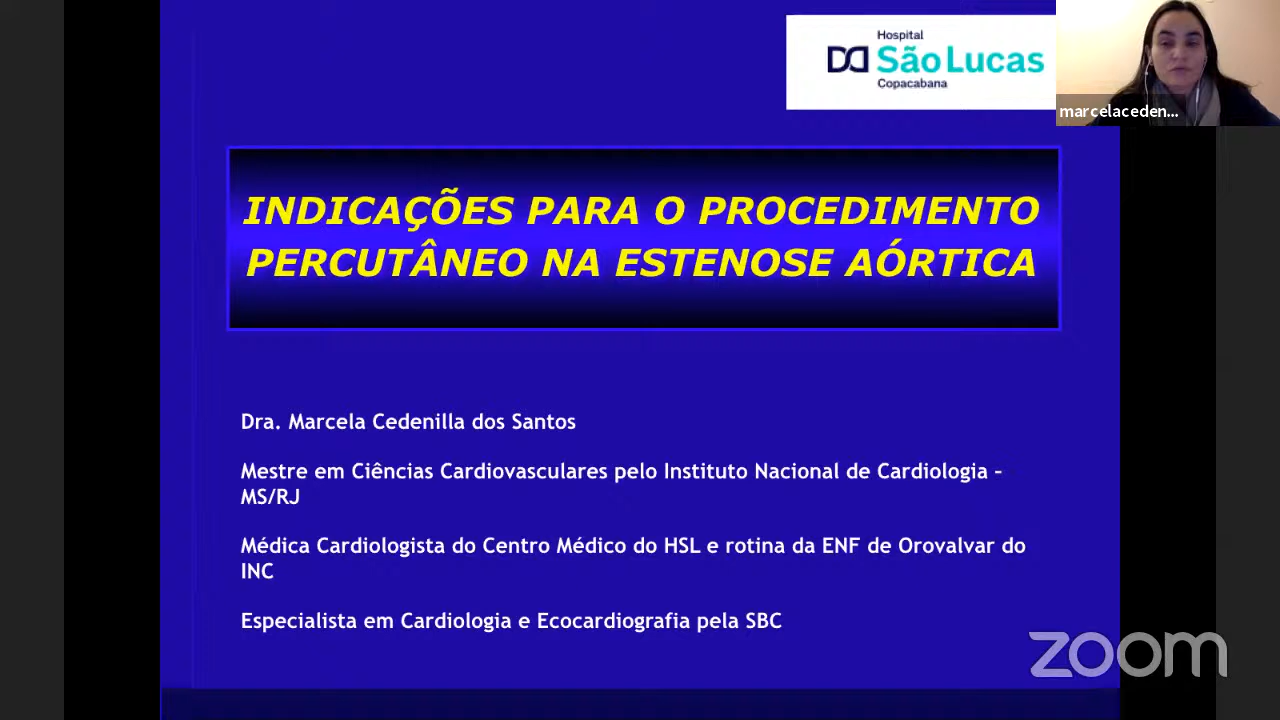 Hospital
São Lucas
Copacabana
marcelaceden...
INDICAÇÕES PARA O PROCEDIMENTO
PERCUTÂNEO NA ESTENOSE AÓRTICA
Dra. Marcela Cedenilla dos Santos
Mestre em Ciências Cardiovasculares pelo Instituto Nacional de Cardiologia –
MS/RJ
Médica Cardiologista do Centro Médico do HSL e rotina da ENF de Orovalvar do
INC
Especialista em Cardiologia e Ecocardiografia pela SBC
zoom